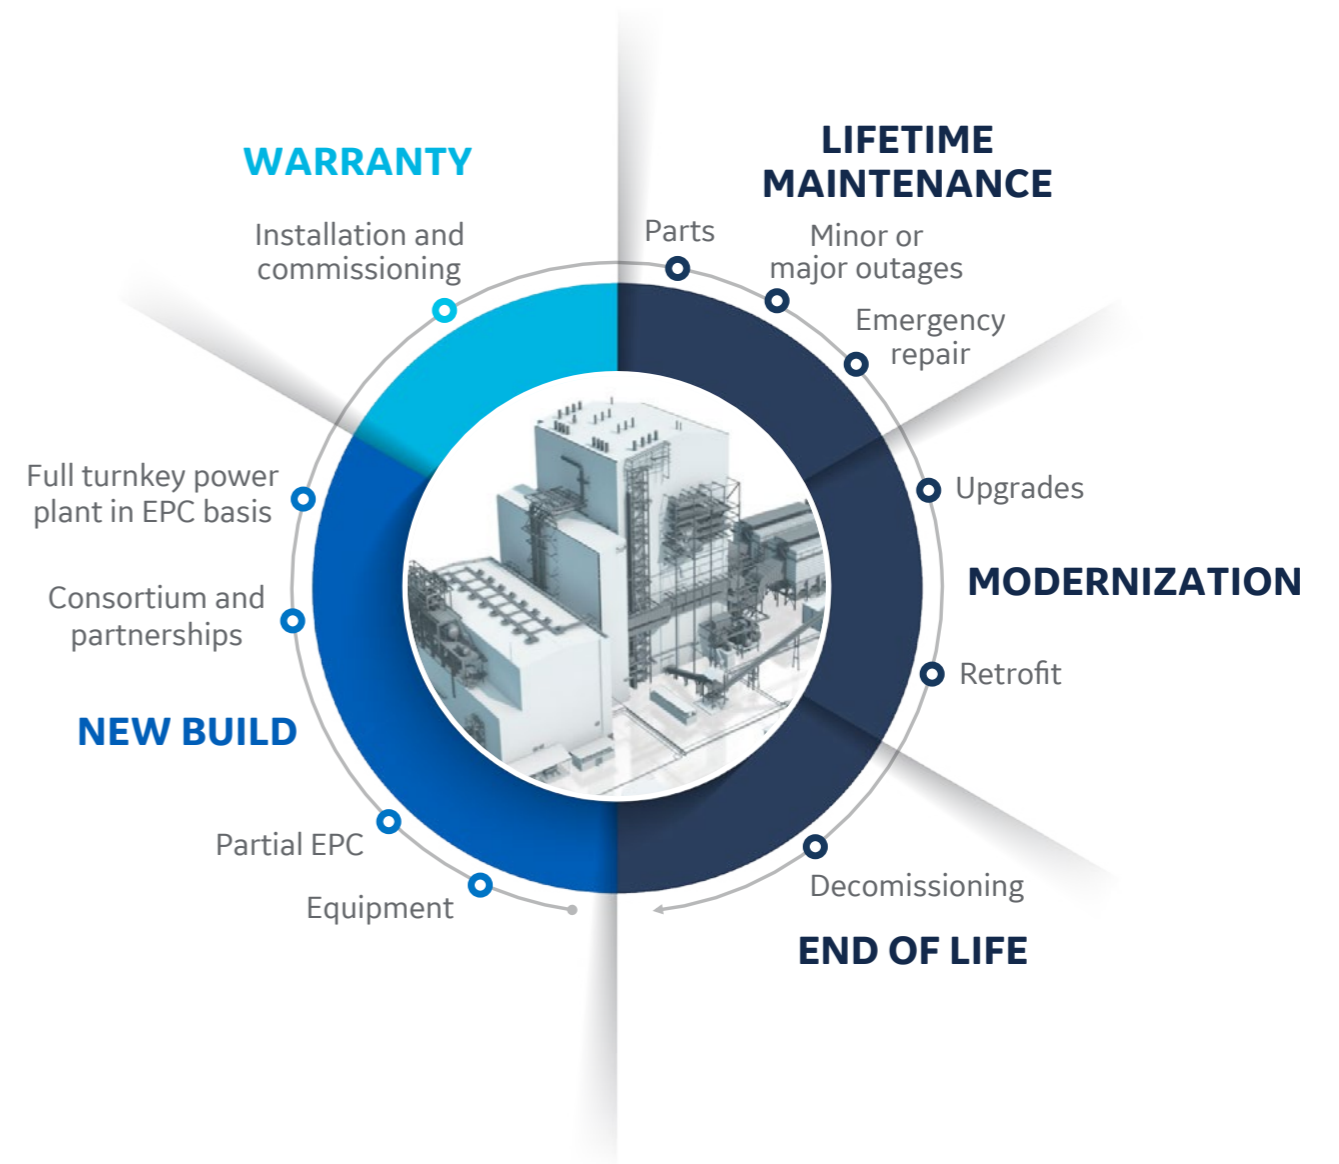 WARRANTY
Installation and
commissioning
LIFETIME
MAINTENANCE
Parts
Minor or
major outages
Emergency
repair
Upgrades
MODERNIZATION
Retrofit
Decomissioning
END OF LIFE
Full turnkey power
plant in EPC basis
Consortium and
partnerships
NEW BUILD
Partial EPC
Equipment